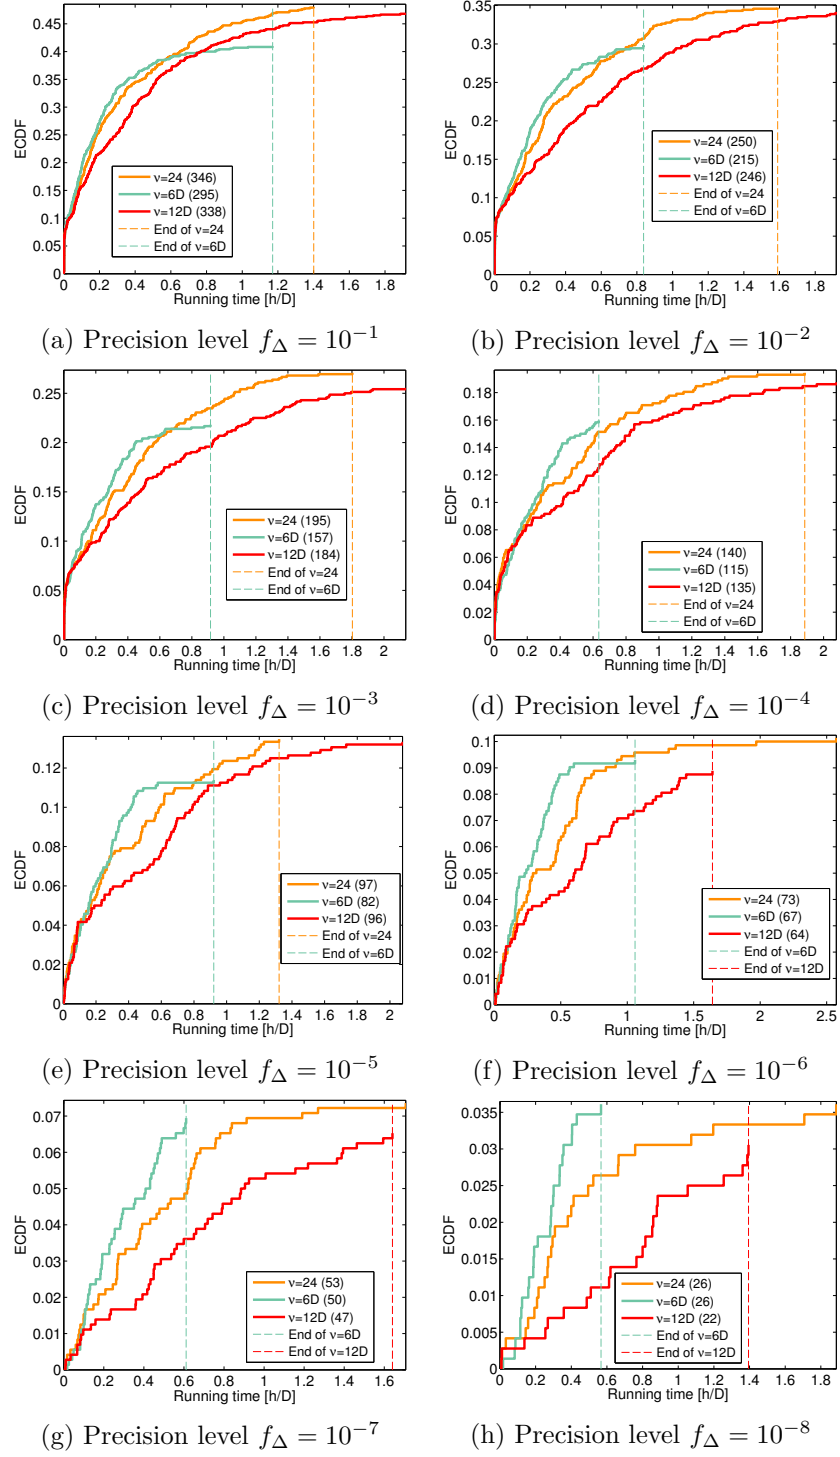 0.45
0.4
0.35
0.3
0.25
0.2
0.15
0.1
0.05
0
ECDF
ν=24 (346)
ν=6D (295)
ν=12D (338)
End of ν=24
End of ν=6D
0 0.2 0.4 0.6 0.8 1 1.2 1.4 1.6 1.8
Running time [h/D]
(a) Precision level f_Δ = 10⁻¹
0.35
0.3
0.25
0.2
0.15
0.1
0.05
0
ECDF
ν=24 (250)
ν=6D (215)
ν=12D (246)
End of ν=24
End of ν=6D
0 0.2 0.4 0.6 0.8 1 1.2 1.4 1.6 1.8
Running time [h/D]
(b) Precision level f_Δ = 10⁻²
0.25
0.2
0.15
0.1
0.05
0
ECDF
ν=24 (195)
ν=6D (157)
ν=12D (184)
End of ν=24
End of ν=6D
0 0.2 0.4 0.6 0.8 1 1.2 1.4 1.6 1.8 2
Running time [h/D]
(c) Precision level f_Δ = 10⁻³
0.18
0.16
0.14
0.12
0.1
0.08
0.06
0.04
0.02
0
ECDF
ν=24 (140)
ν=6D (115)
ν=12D (135)
End of ν=24
End of ν=6D
0 0.2 0.4 0.6 0.8 1 1.2 1.4 1.6 1.8 2
Running time [h/D]
(d) Precision level f_Δ = 10⁻⁴
0.12
0.1
0.08
0.06
0.04
0.02
0
ECDF
ν=24 (97)
ν=6D (82)
ν=12D (96)
End of ν=24
End of ν=6D
0 0.2 0.4 0.6 0.8 1 1.2 1.4 1.6 1.8 2
Running time [h/D]
(e) Precision level f_Δ = 10⁻⁵
0.1
0.09
0.08
0.07
0.06
0.05
0.04
0.03
0.02
0.01
0
ECDF
ν=24 (73)
ν=6D (67)
ν=12D (64)
End of ν=6D
End of ν=12D
0 0.5 1 1.5 2 2.5
Running time [h/D]
(f) Precision level f_Δ = 10⁻⁶
0.07
0.06
0.05
0.04
0.03
0.02
0.01
0
ECDF
ν=24 (53)
ν=6D (50)
ν=12D (47)
End of ν=6D
End of ν=12D
0 0.2 0.4 0.6 0.8 1 1.2 1.4 1.6
Running time [h/D]
(g) Precision level f_Δ = 10⁻⁷
0.035
0.03
0.025
0.02
0.015
0.01
0.005
0
ECDF
ν=24 (26)
ν=6D (26)
ν=12D (22)
End of ν=6D
End of ν=12D
0 0.2 0.4 0.6 0.8 1 1.2 1.4 1.6 1.8
Running time [h/D]
(h) Precision level f_Δ = 10⁻⁸